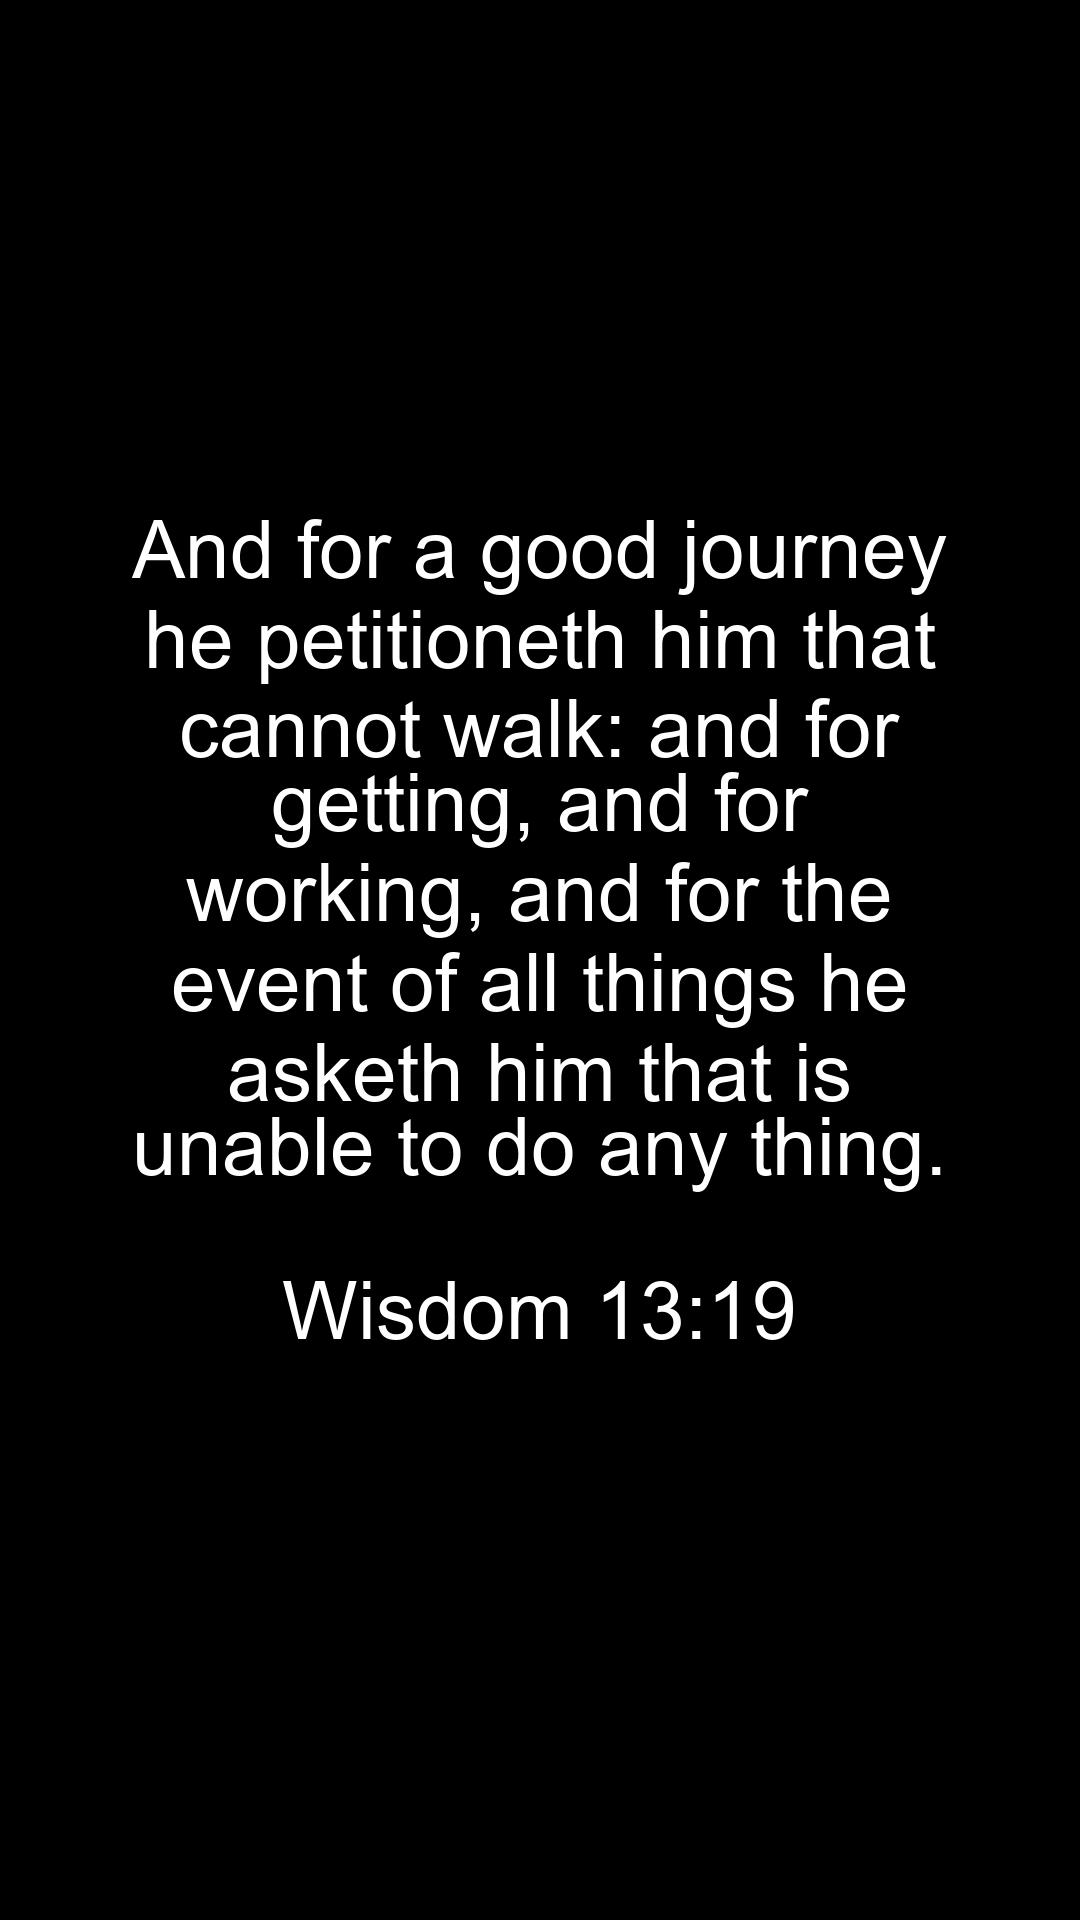 And for a good journey
he petitioneth him that
cannot walk: and for
getting, and for
working, and for the
event of all things he
asketh him that is
unable to do any thing.
Wisdom 13:19